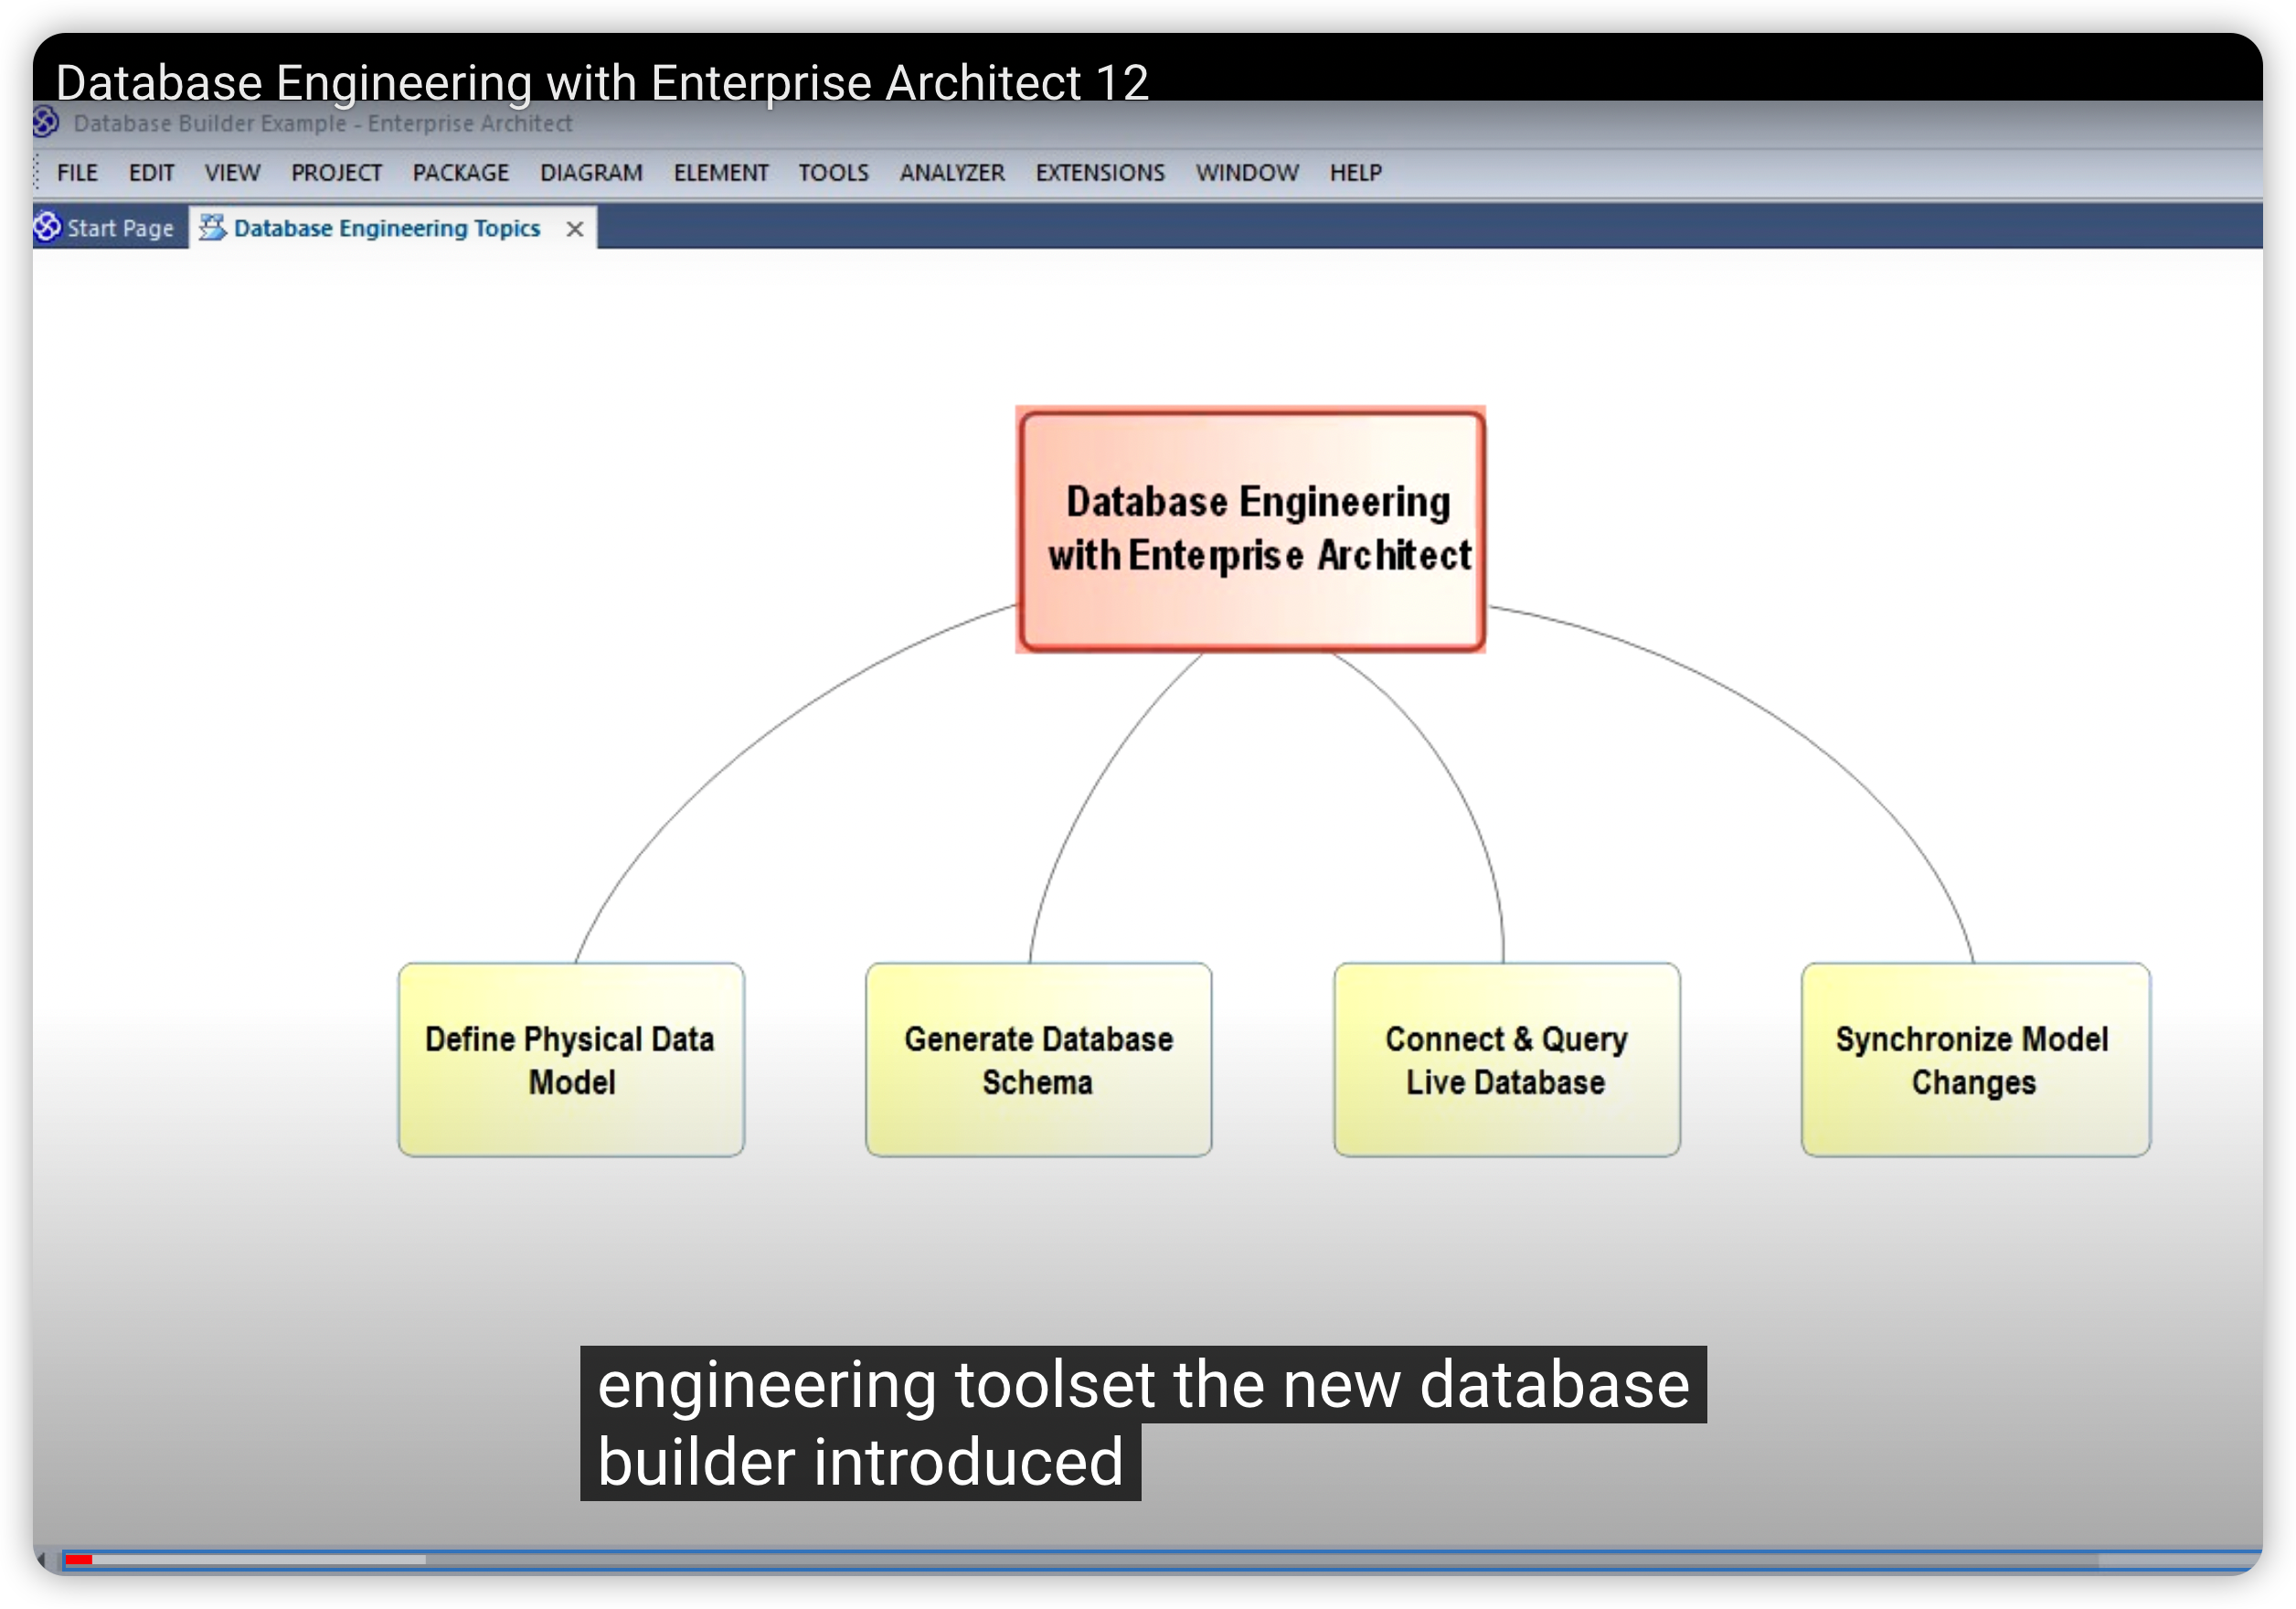 Database Engineering with Enterprise Architect 12
Database Builder Example - Enterprise Architect
FILE EDIT VIEW PROJECT PACKAGE DIAGRAM ELEMENT TOOLS ANALYZER EXTENSIONS WINDOW HELP
Start Page Database Engineering Topics
Database Engineering
with Enterprise Architect
Define Physical Data
Model
Generate Database
Schema
Connect & Query
Live Database
Synchronize Model
Changes
engineering toolset the new database
builder introduced